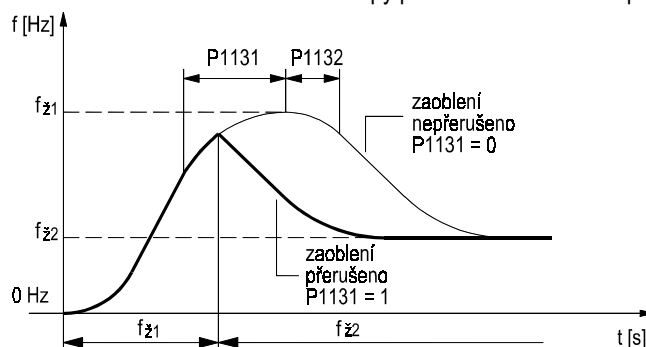 f [Hz]
P1131
P1132
fž1
zaoblení
nepřerušeno
P1131 = 0
fž2
zaoblení
přerušeno
P1131 = 1
0 Hz
fž1
fž2
t [s]